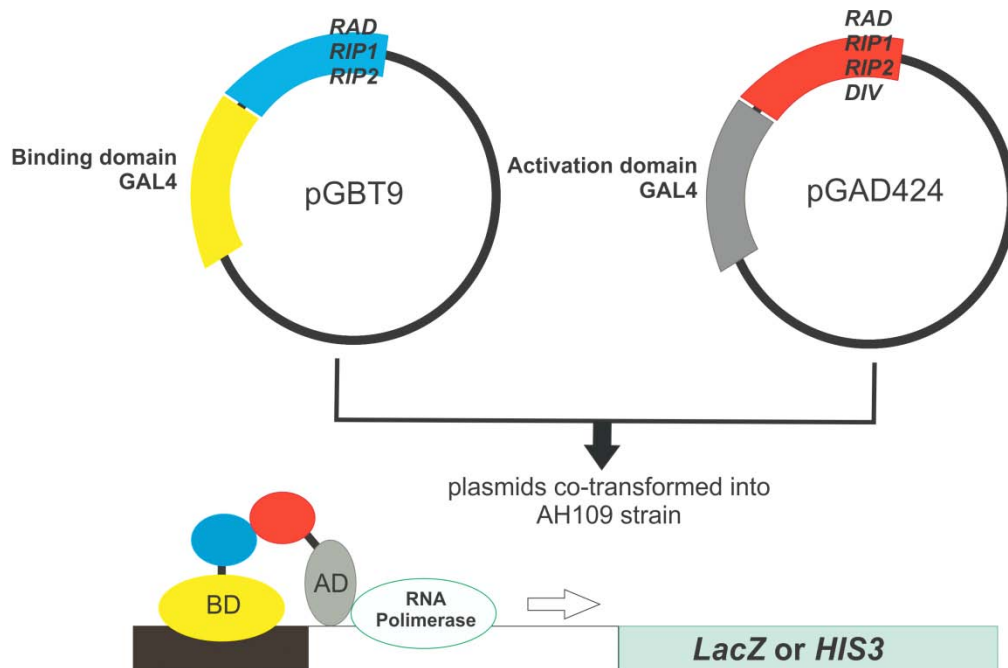 RAD
RIP1
RIP2
Binding domain
GAL4
pGBT9
RAD
RIP1
RIP2
DIV
Activation domain
GAL4
pGAD424
plasmids co-transformed into
AH109 strain
BD
AD
RNA
Polimerase
LacZ or HIS3